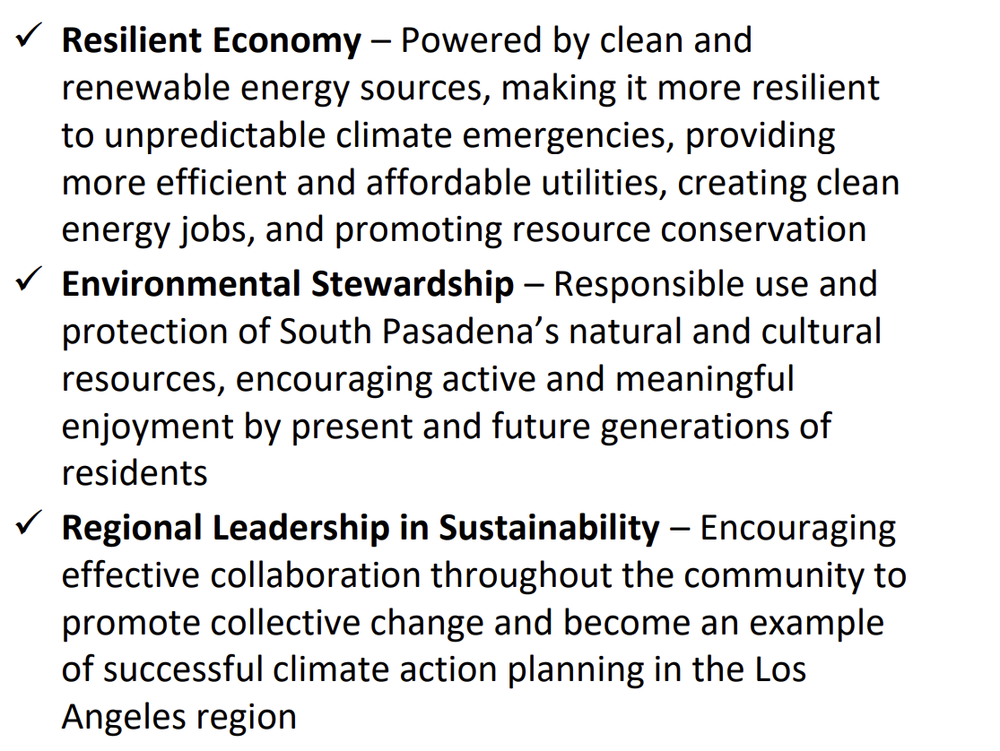 ✓ Resilient Economy – Powered by clean and
renewable energy sources, making it more resilient
to unpredictable climate emergencies, providing
more efficient and affordable utilities, creating clean
energy jobs, and promoting resource conservation
✓ Environmental Stewardship – Responsible use and
protection of South Pasadena’s natural and cultural
resources, encouraging active and meaningful
enjoyment by present and future generations of
residents
✓ Regional Leadership in Sustainability – Encouraging
effective collaboration throughout the community to
promote collective change and become an example
of successful climate action planning in the Los
Angeles region